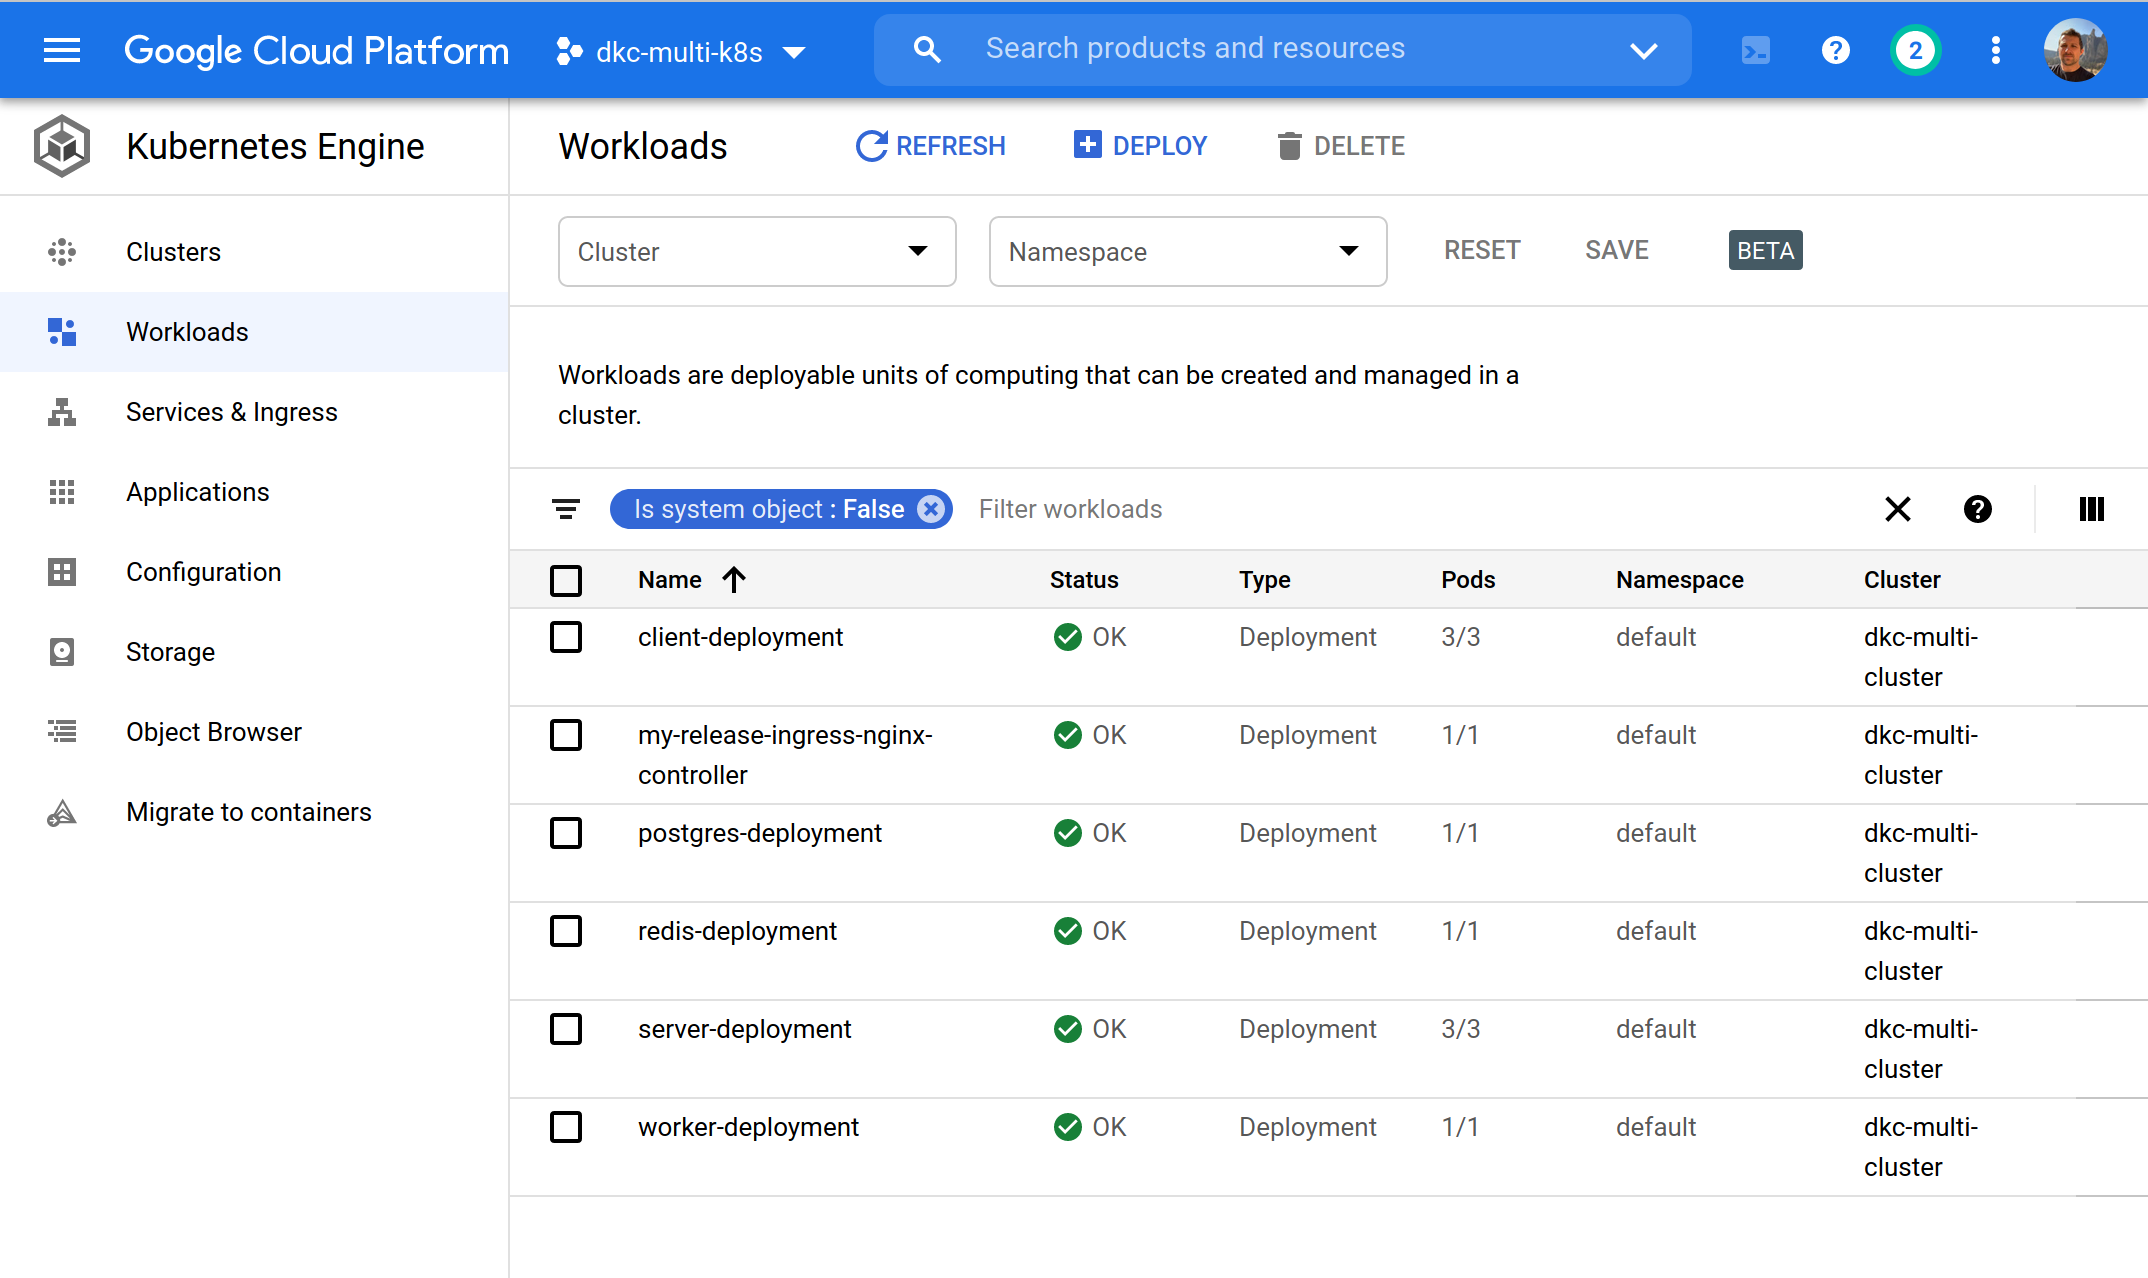 Google Cloud Platform dkc-multi-k8s Search products and resources 2
Kubernetes Engine
Workloads REFRESH DEPLOY DELETE
Clusters
Workloads
Services & Ingress
Applications
Configuration
Storage
Object Browser
Migrate to containers
Cluster Namespace RESET SAVE BETA
Workloads are deployable units of computing that can be created and managed in a
cluster.
Is system object : False Filter workloads
Name Status Type Pods Namespace Cluster
client-deployment OK Deployment 3/3 default dkc-multi-
cluster
my-release-ingress-nginx- OK Deployment 1/1 default dkc-multi-
controller cluster
postgres-deployment OK Deployment 1/1 default dkc-multi-
cluster
redis-deployment OK Deployment 1/1 default dkc-multi-
cluster
server-deployment OK Deployment 3/3 default dkc-multi-
cluster
worker-deployment OK Deployment 1/1 default dkc-multi-
cluster